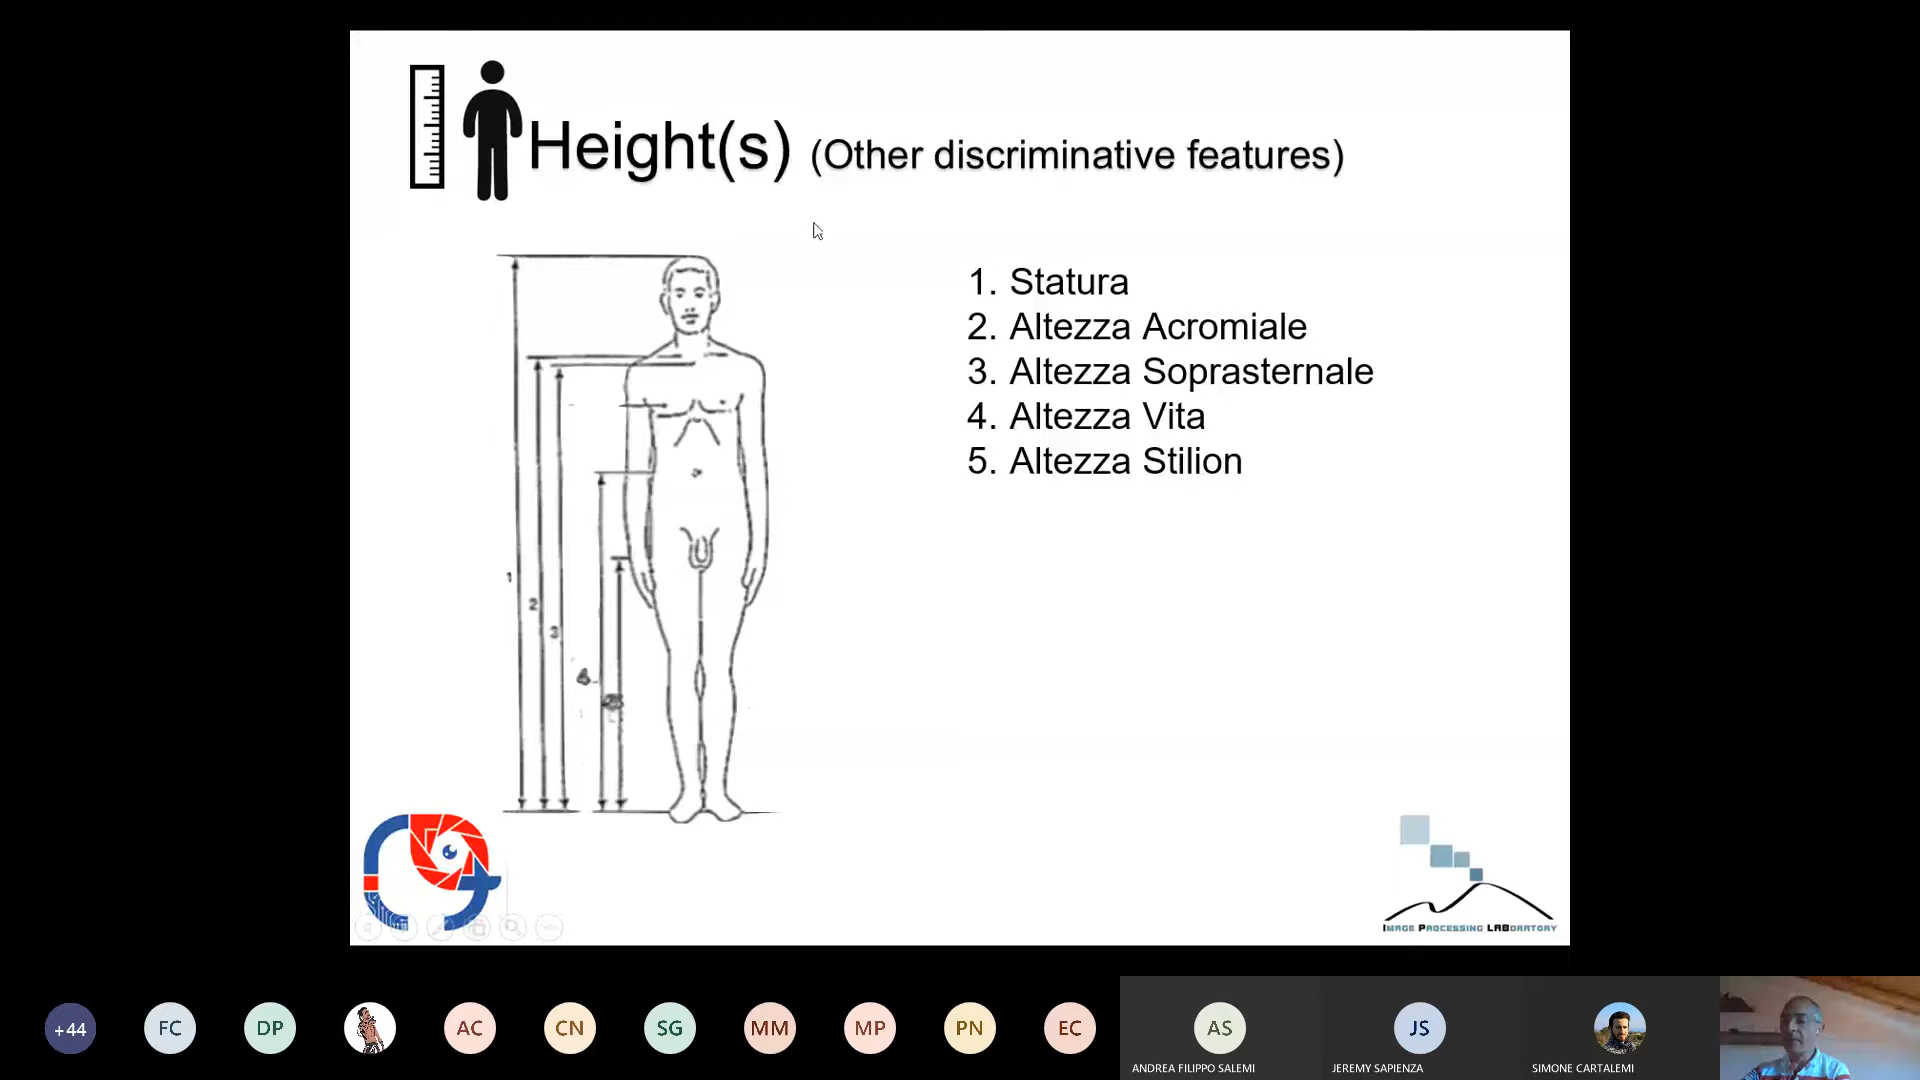 Height(s) (Other discriminative features)
1. Statura
2. Altezza Acromiale
3. Altezza Soprasternale
4. Altezza Vita
5. Altezza Stilion
1
2
3
4
IMAGE PROCESSING LABORATORY
+44
FC
DP
AC
CN
SG
MM
MP
PN
EC
AS
JS
ANDREA FILIPPO SALEMI
JEREMY SAPIENZA
SIMONE CARTALEMI